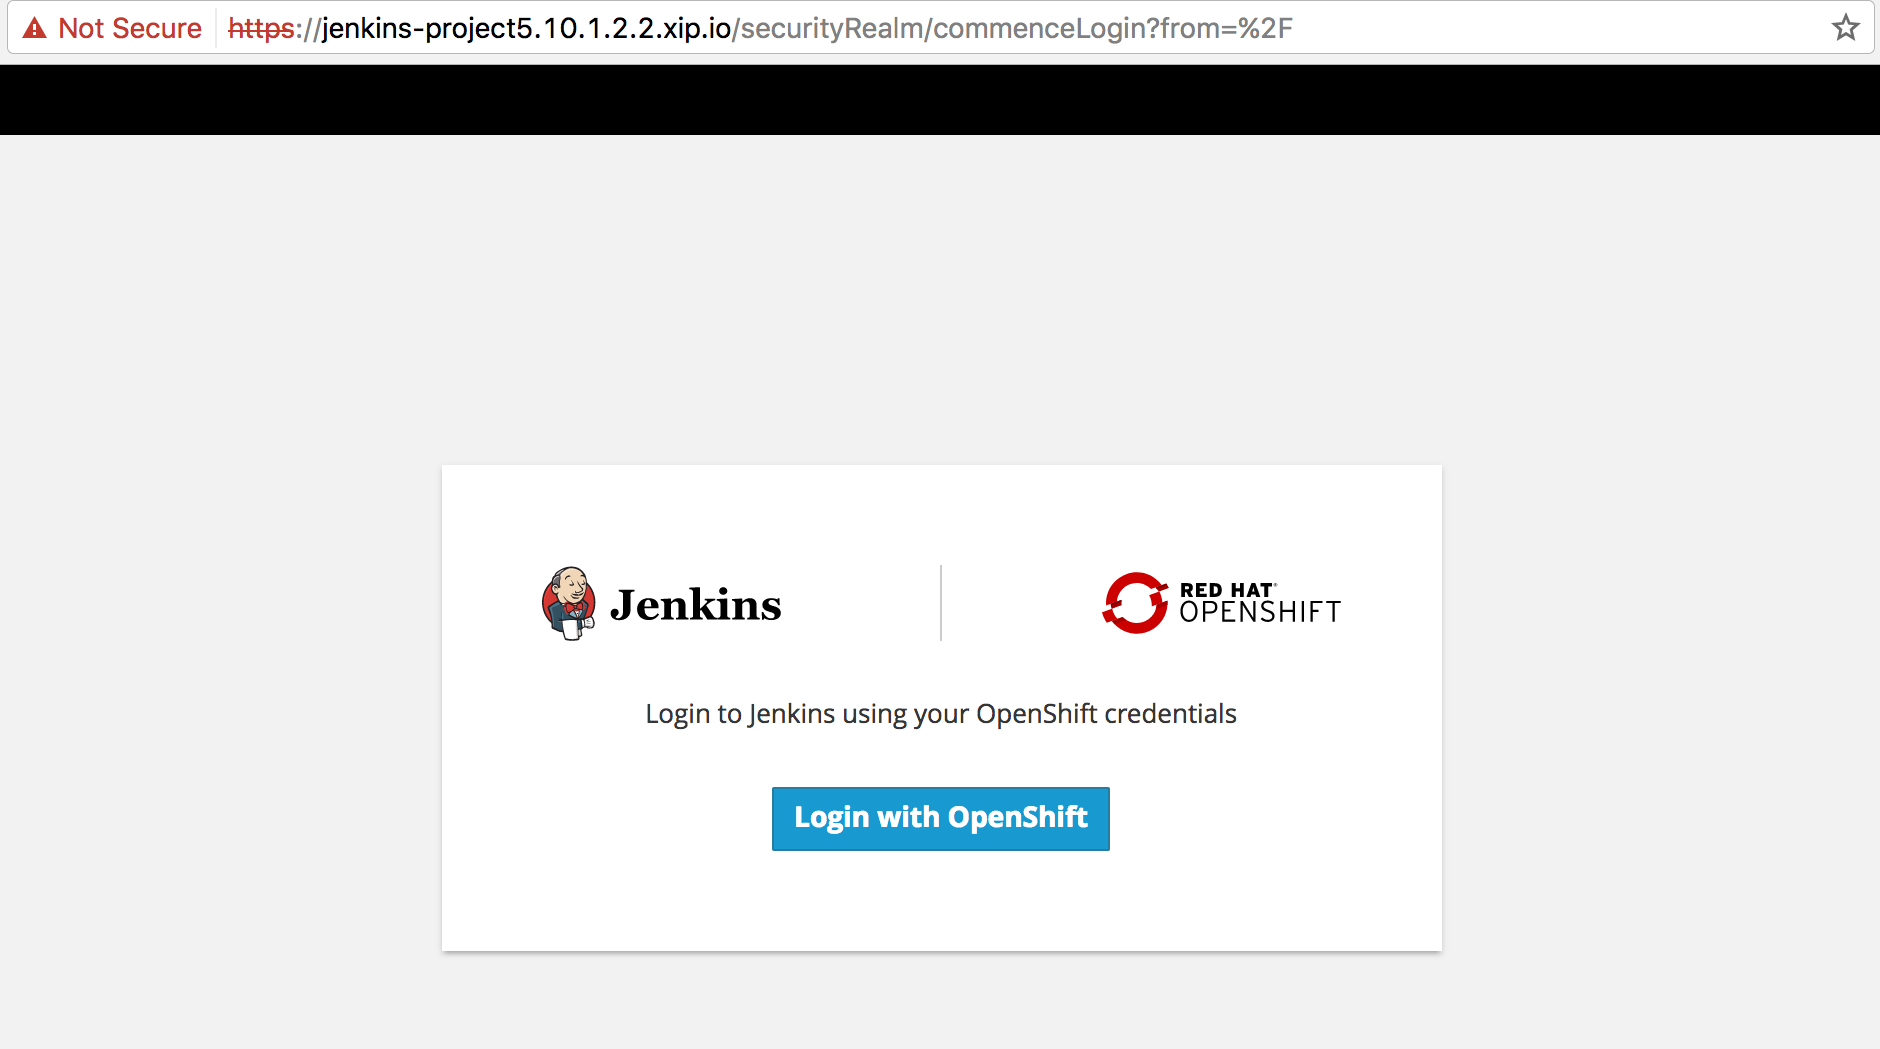 Not Secure https://jenkins-project5.10.1.2.2.xip.io/securityRealm/commenceLogin?from=%2F
Jenkins
RED HAT®
OPENSHIFT
Login to Jenkins using your OpenShift credentials
Login with OpenShift